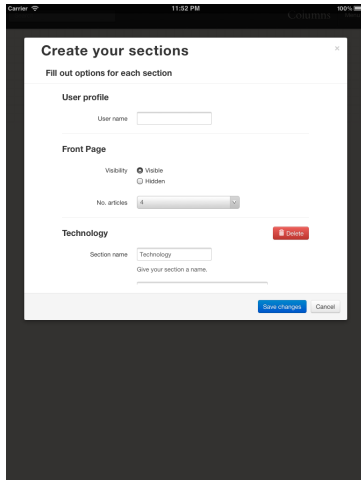 Carrier 11:52 PM 100%
Create your sections ×
Fill out options for each section
User profile
User name
Front Page
Visibility Visible
Hidden
No. articles 4
Technology Delete
Section name Technology
Give your section a name.
Save changes Cancel